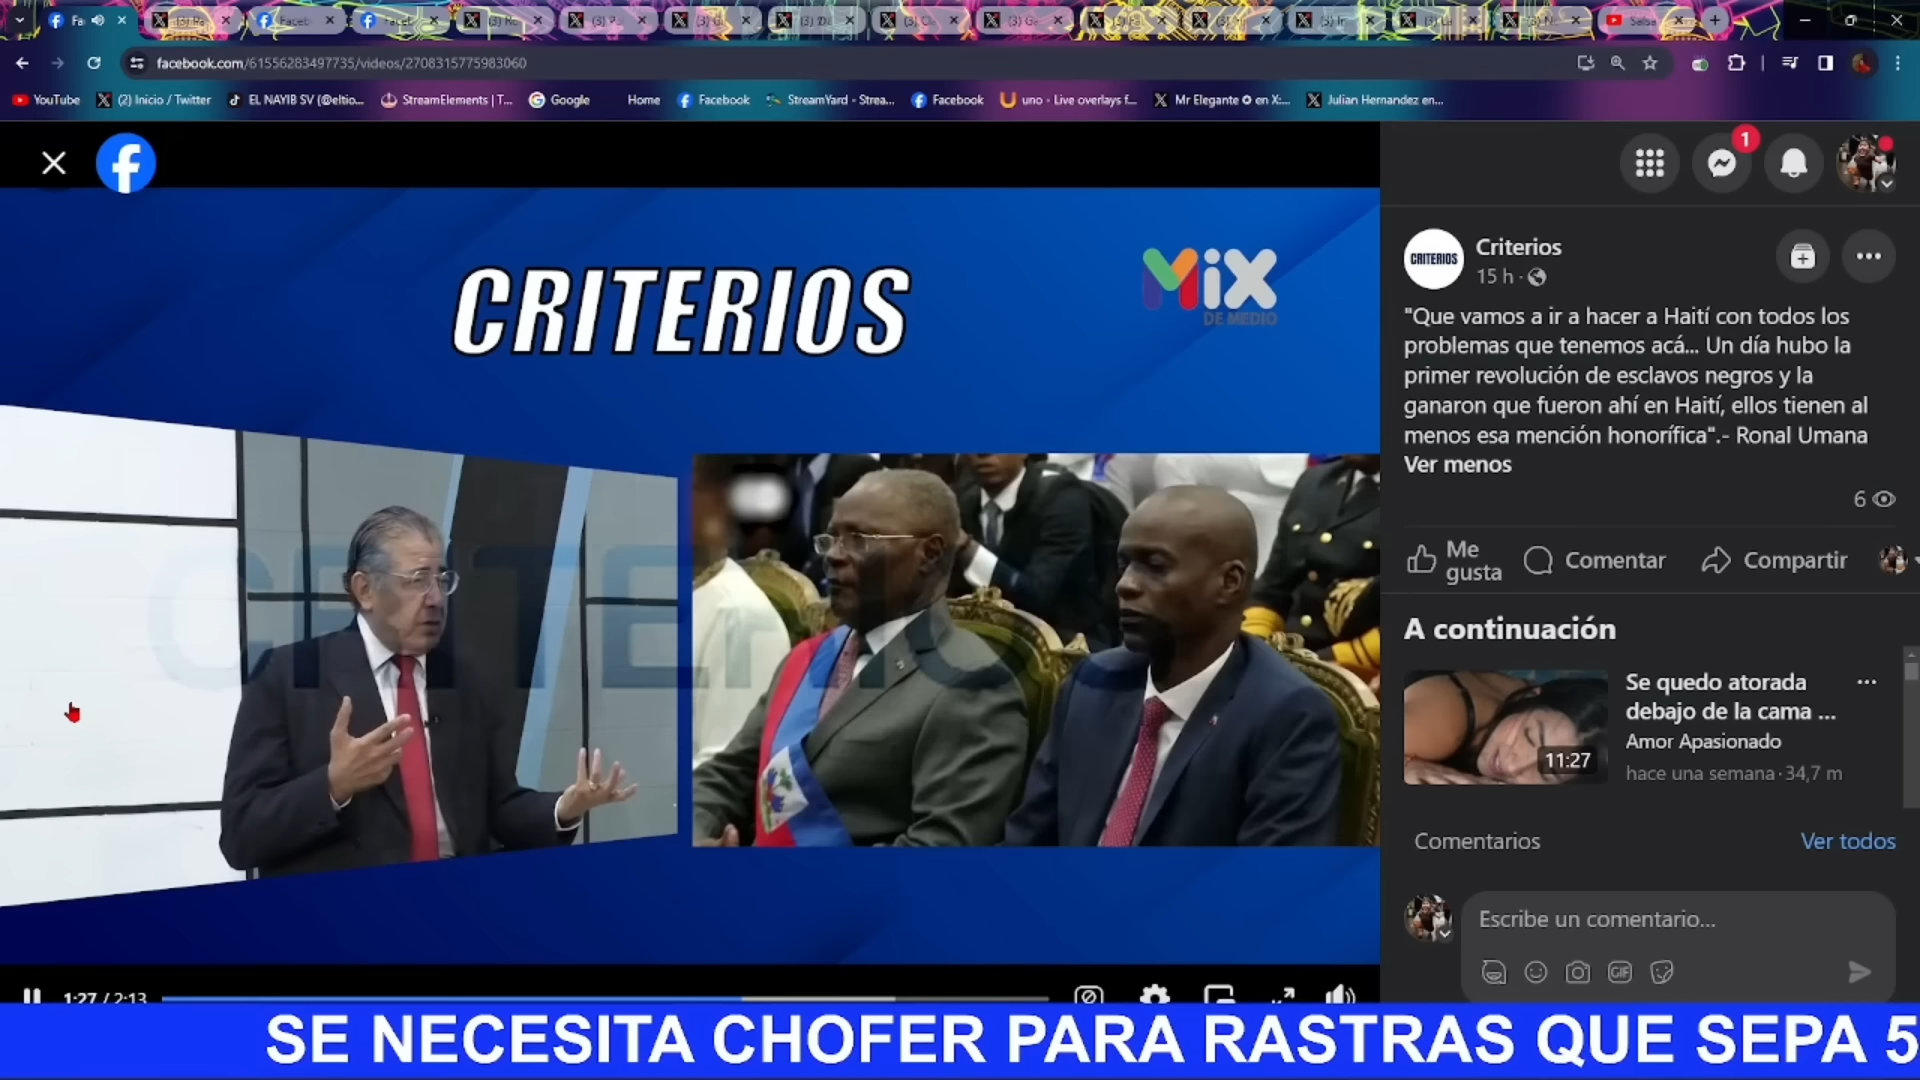 facebook.com/61556283497735/videos/2708315775983060
YouTube
(2) Inicio / Twitter
EL NAYIB SV (@eltio...
StreamElements | T...
Google
Home
Facebook
StreamYard - Strea...
Facebook
uno - Live overlays f...
Mr Elegante ✪ en X:...
Julian Hernandez en...
CRITERIOS
MiX
DE MEDIO
1
CRITERIOS
Criterios
15 h ·
"Que vamos a ir a hacer a Haití con todos los
problemas que tenemos acá... Un día hubo la
primer revolución de esclavos negros y la
ganaron que fueron ahí en Haití, ellos tienen al
menos esa mención honorífica".- Ronal Umana
Ver menos
6
Me gusta
Comentar
Compartir
A continuación
11:27
Se quedo atorada
debajo de la cama ...
Amor Apasionado
hace una semana · 34,7 m
Comentarios
Ver todos
Escribe un comentario...
GIF
1:27 / 2:13
SE NECESITA CHOFER PARA RASTRAS QUE SEPA 5